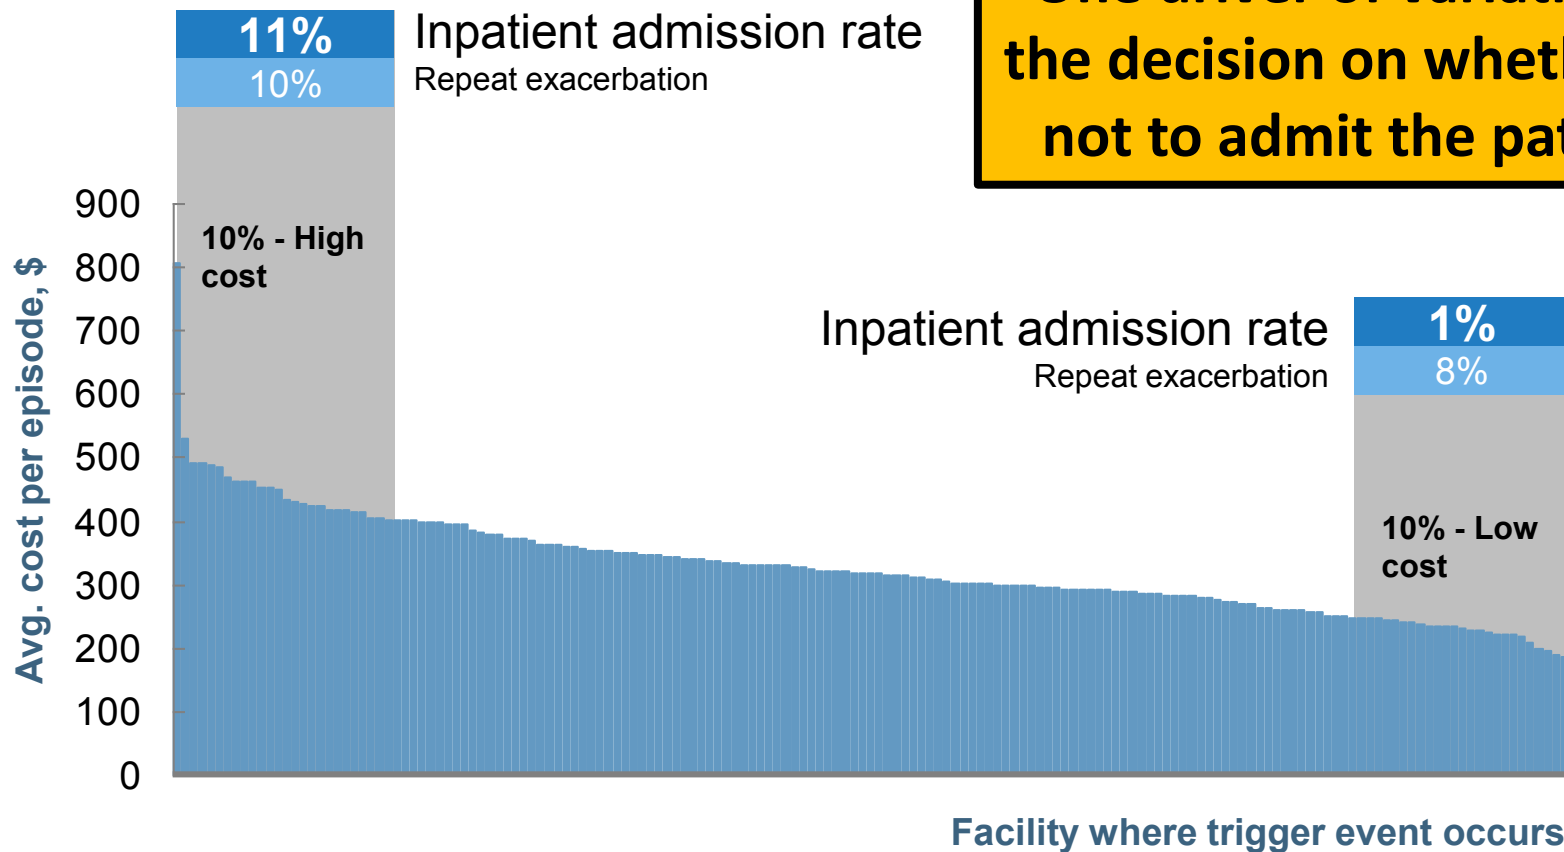 11%
10%
Inpatient admission rate
Repeat exacerbation
the decision on
not to admit the
900
800
700
600
500
400
300
200
100
0
Avg. cost per episode, $
10% - High
cost
Inpatient admission rate
Repeat exacerbation
1%
8%
10% - Low
cost
Facility where trigger event occurs